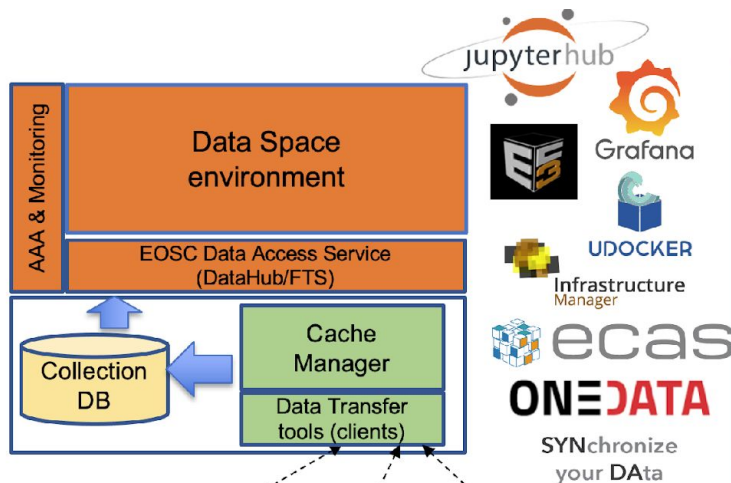 jupyterhub
AAA & Monitoring
Data Space
environment
EOSC Data Access Service
(DataHub/FTS)
Cache
Manager
Collection
DB
Data Transfer
tools (clients)
Grafana
EC3
UDOCKER
Infrastructure
Manager
ecas
ONEDATA
SYNchronize
your DAta